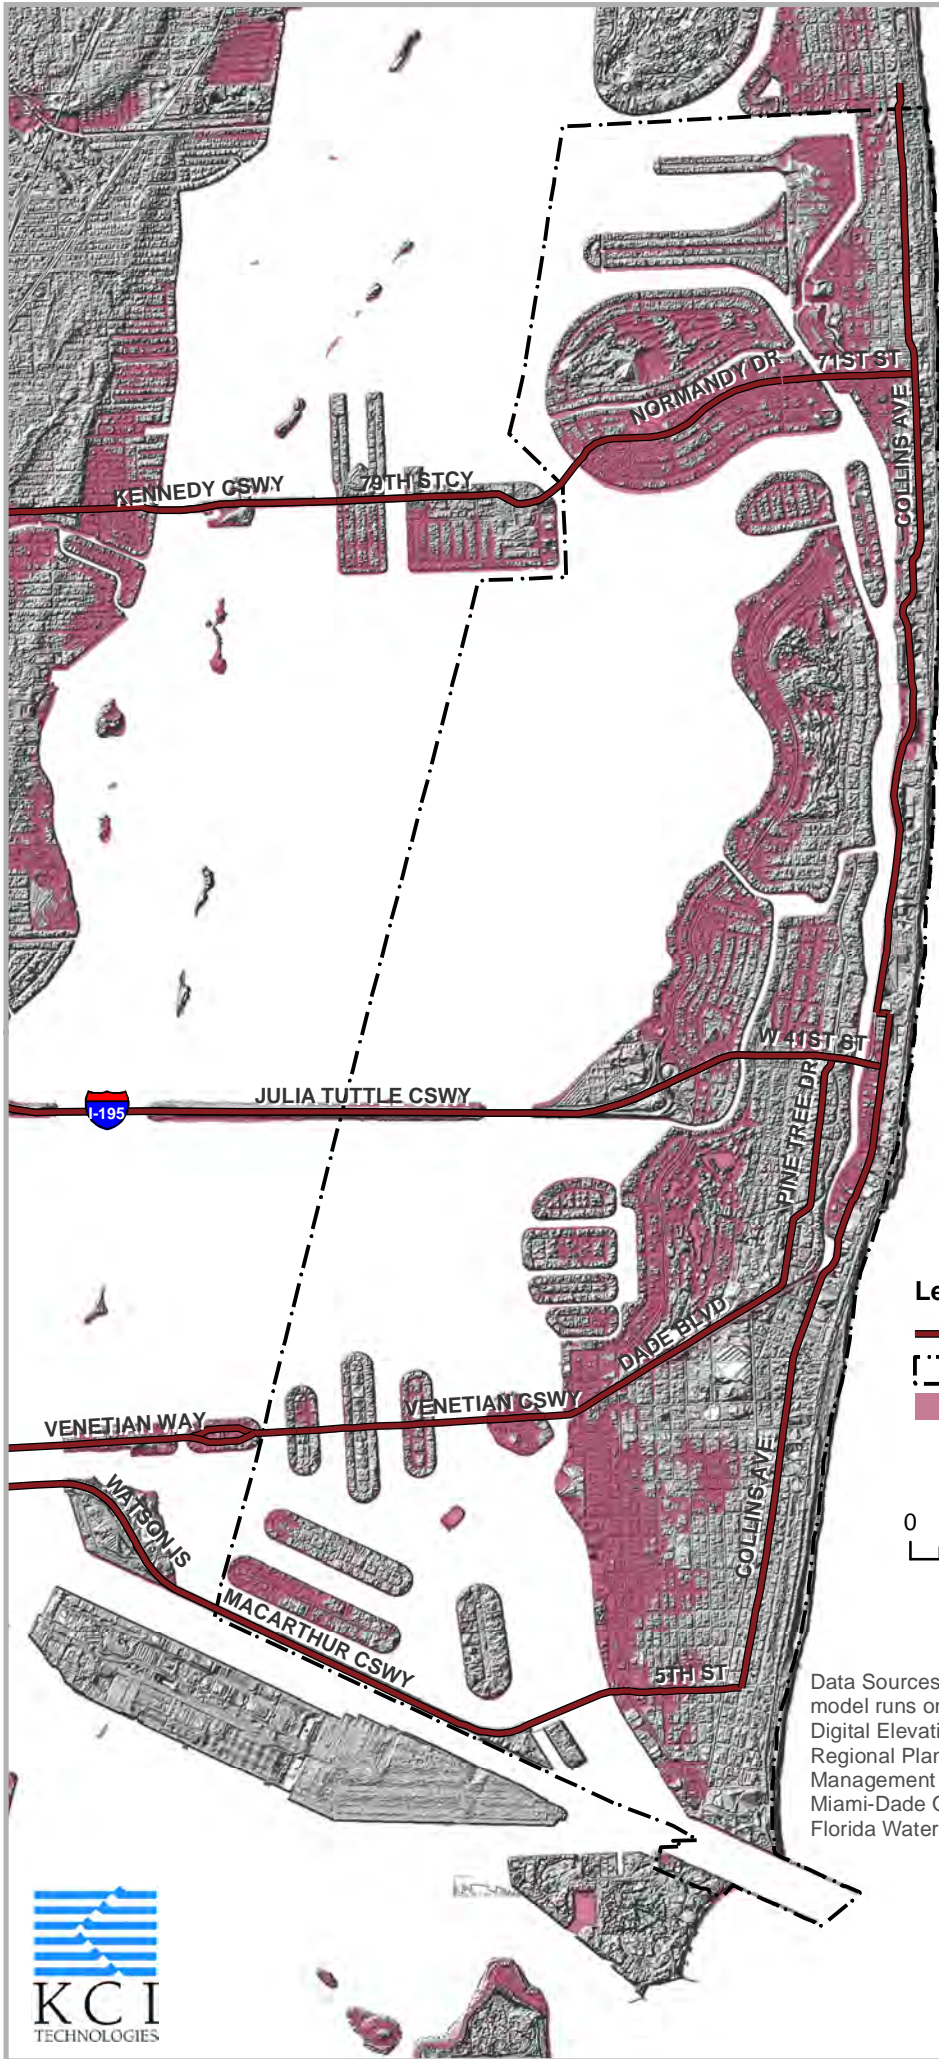 71ST ST
NORMANDY DR
COLLINS AVE
KENNEDY CSWY
79TH STCY
W 41ST ST
JULIA TUTTLE CSWY
I-195
PINE TREE DR
DADE BLVD
VENETIAN CSWY
VENETIAN WAY
WATSON IS
COLLINS AVE
MACARTHUR CSWY
5TH ST
Le
0
Data Sources
model runs or
Digital Elevati
Regional Plan
Management
Miami-Dade C
Florida Water
KCI
TECHNOLOGIES